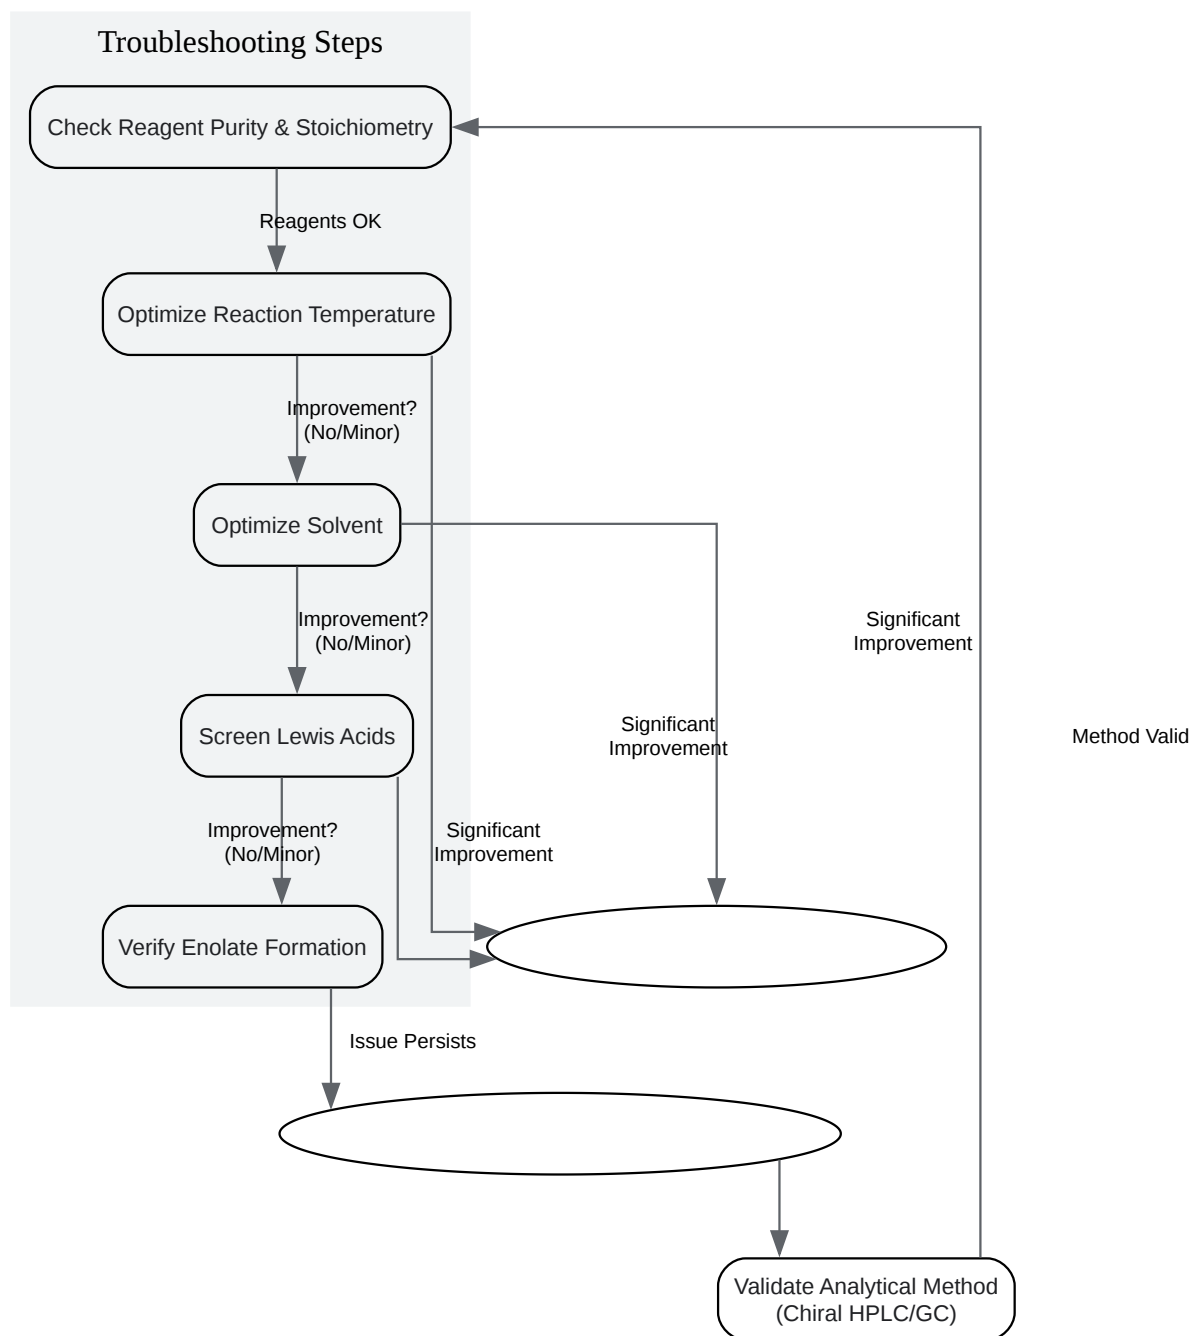 Troubleshooting Steps
Check Reagent Purity & Stoichiometry
Reagents OK
Optimize Reaction Temperature
Improvement?
(No/Minor)
Optimize Solvent
Improvement?
(No/Minor)
Significant
Improvement
Screen Lewis Acids
Significant
Improvement
Method Valid
Improvement?
(No/Minor)
Significant
Improvement
Verify Enolate Formation
Issue Persists
Validate Analytical Method
(Chiral HPLC/GC)